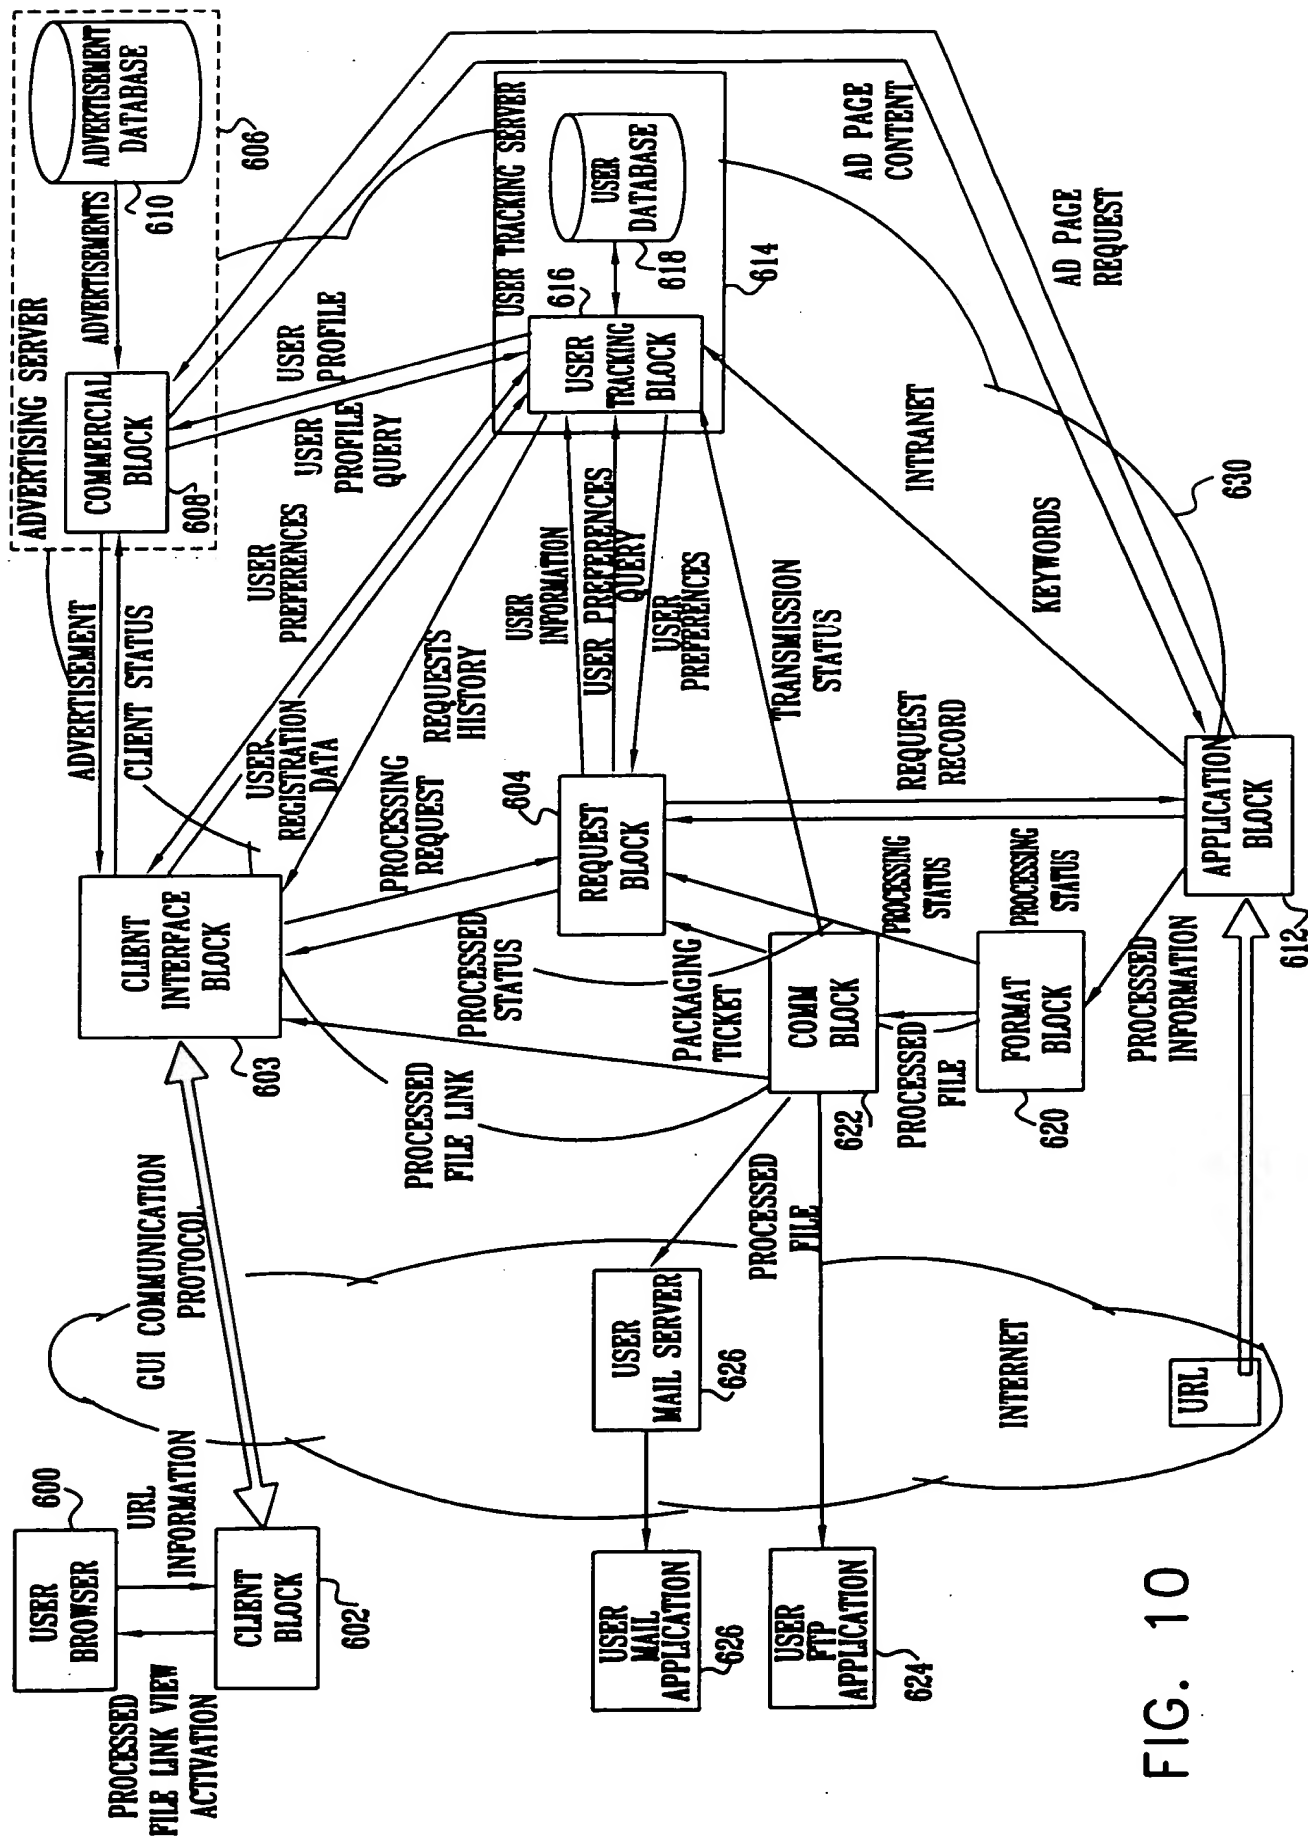 USER
BROWSER
600
PROCESSED
FILE LINK VIEW
ACTIVATION
URL
INFORMATION
CLIENT
BLOCK
602
GUI COMMUNICATION
PROTOCOL
CLIENT
INTERFACE
BLOCK
603
ADVERTISEMENT
CLIENT STATUS
ADVERTISING SERVER
COMMERCIAL
BLOCK
608
ADVERTISEMENTS
ADVERTISEMENT
DATABASE
610
606
USER
PREFERENCES
USER
REGISTRATION
DATA
USER
PROFILE
USER
PROFILE
QUERY
REQUESTS
HISTORY
PROCESSING
REQUEST
PROCESSED
STATUS
PROCESSED
FILE LINK
USER TRACKING SERVER
USER
TRACKING
BLOCK
616
USER
DATABASE
618
614
USER
INFORMATION
USER PREFERENCES
QUERY
USER
PREFERENCES
REQUEST
BLOCK
604
PACKAGING
TICKET
TRANSMISSION
STATUS
AD PAGE
CONTENT
AD PAGE
REQUEST
INTRANET
630
KEYWORDS
REQUEST
RECORD
PROCESSING
STATUS
PROCESSING
STATUS
COMM
BLOCK
622
PROCESSED
FILE
FORMAT
BLOCK
620
PROCESSED
INFORMATION
APPLICATION
BLOCK
612
PROCESSED
FILE
USER
MAIL SERVER
626
INTERNET
URL
USER
MAIL
APPLICATION
626
USER
FTP
APPLICATION
624
FIG. 10